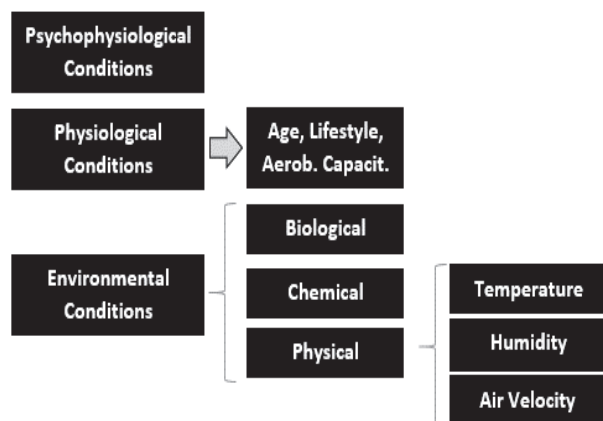 Psychophysiological
Conditions
Physiological
Conditions
Age, Lifestyle,
Aerob. Capacit.
Environmental
Conditions
Biological
Chemical
Physical
Temperature
Humidity
Air Velocity